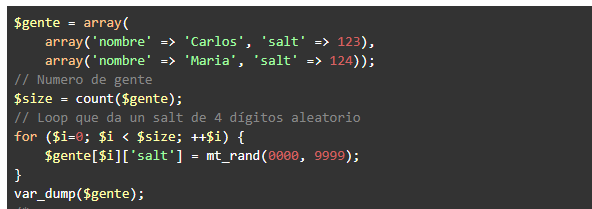 $gente = array(
    array('nombre' => 'Carlos', 'salt' => 123),
    array('nombre' => 'Maria', 'salt' => 124));
// Numero de gente
$size = count($gente);
// Loop que da un salt de 4 dígitos aleatorio
for ($i=0; $i < $size; ++$i) {
    $gente[$i]['salt'] = mt_rand(0000, 9999);
}
var_dump($gente);